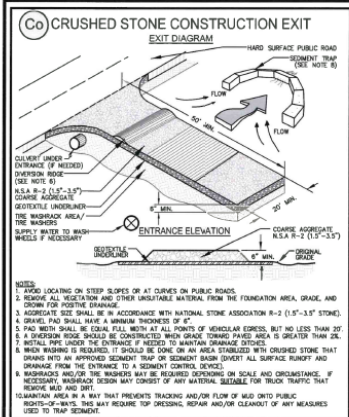 Co CRUSHED STONE CONSTRUCTION EXIT
EXIT DIAGRAM
HARD SURFACE PUBLIC ROAD
SEDIMENT TRAP
(SEE NOTE 8)
FLOW
FLOW
FLOW
50' MIN.
20' MIN.
6" MIN.
CULVERT UNDER
ENTRANCE (IF NEEDED)
DIVERSION RIDGE
(SEE NOTE 6)
N.S.A R-2 (1.5"-3.5")
COARSE AGGREGATE
GEOTEXTILE UNDERLINER
TIRE WASHRACK AREA/
TIRE WASHERS
SUPPLY WATER TO WASH
WHEELS IF NECESSARY
ENTRANCE ELEVATION
COARSE AGGREGATE
N.S.A R-2 (1.5"-3.5")
GEOTEXTILE
UNDERLINER
6" MIN.
ORIGINAL
GRADE
NOTES:
1. AVOID LOCATING ON STEEP SLOPES OR AT CURVES ON PUBLIC ROADS.
2. REMOVE ALL VEGETATION AND OTHER UNSUITABLE MATERIAL FROM THE FOUNDATION AREA, GRADE, AND
CROWN FOR POSITIVE DRAINAGE.
3. AGGREGATE SIZE SHALL BE IN ACCORDANCE WITH NATIONAL STONE ASSOCIATION R-2 (1.5"-3.5" STONE).
4. GRAVEL PAD SHALL HAVE A MINIMUM THICKNESS OF 6".
5. PAD WIDTH SHALL BE EQUAL FULL WIDTH AT ALL POINTS OF VEHICULAR EGRESS, BUT NO LESS THAN 20'.
6. A DIVERSION RIDGE SHOULD BE CONSTRUCTED WHEN GRADE TOWARD PAVED AREA IS GREATER THAN 2%.
7. INSTALL PIPE UNDER THE ENTRANCE IF NEEDED TO MAINTAIN DRAINAGE DITCHES.
8. WHEN WASHING IS REQUIRED, IT SHOULD BE DONE ON AN AREA STABILIZED WITH CRUSHED STONE THAT
DRAINS INTO AN APPROVED SEDIMENT TRAP OR SEDIMENT BASIN (DIVERT ALL SURFACE RUNOFF AND
DRAINAGE FROM THE ENTRANCE TO A SEDIMENT CONTROL DEVICE).
9. WASHRACKS AND/OR TIRE WASHERS MAY BE REQUIRED DEPENDING ON SCALE AND CIRCUMSTANCE. IF
NECESSARY, WASHRACK DESIGN MAY CONSIST OF ANY MATERIAL SUITABLE FOR TRUCK TRAFFIC THAT
REMOVE MUD AND DIRT.
10. MAINTAIN AREA IN A WAY THAT PREVENTS TRACKING AND/OR FLOW OF MUD ONTO PUBLIC
RIGHTS-OF-WAYS. THIS MAY REQUIRE TOP DRESSING, REPAIR AND/OR CLEANOUT OF ANY MEASURES
USED TO TRAP SEDIMENT.